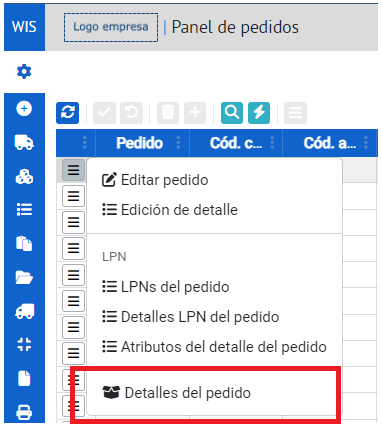 WIS
Logo empresa
| Panel de pedidos
Pedido
Cód. c...
Cód. a...
Editar pedido
Edición de detalle
LPN
LPNs del pedido
Detalles LPN del pedido
Atributos del detalle del pedido
Detalles del pedido